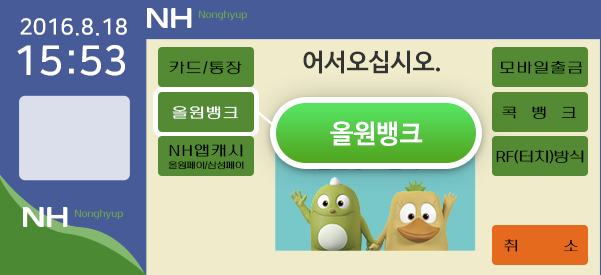 2016.8.18
15:53
NH Nonghyup
NH Nonghyup
어서오십시오.
카드/통장
올원뱅크
NH앱캐시
올원페이/삼성페이
올원뱅크
모바일출금
콕 뱅 크
RF(터치)방식
취 소